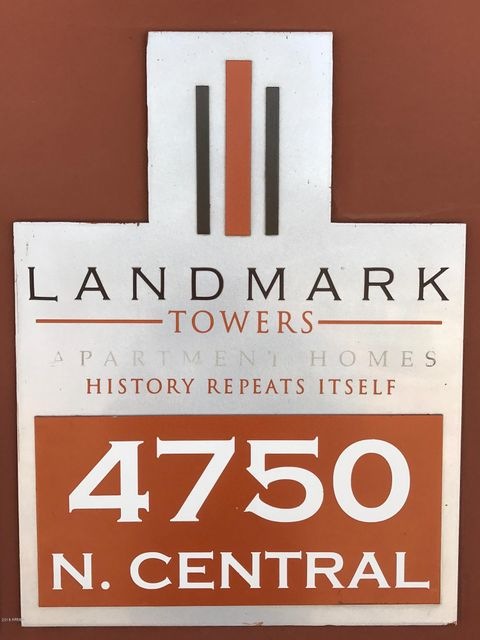 LANDMARK
TOWERS
APARTMENT HOMES
HISTORY REPEATS ITSELF
4750
N. CENTRAL